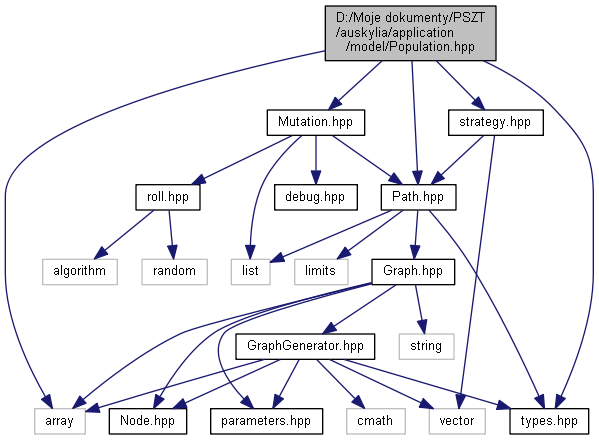 D:/Moje dokumenty/PSZT
/auskylia/application
/model/Population.hpp
Mutation.hpp
strategy.hpp
roll.hpp
debug.hpp
Path.hpp
algorithm
random
list
limits
Graph.hpp
GraphGenerator.hpp
string
array
Node.hpp
parameters.hpp
cmath
vector
types.hpp